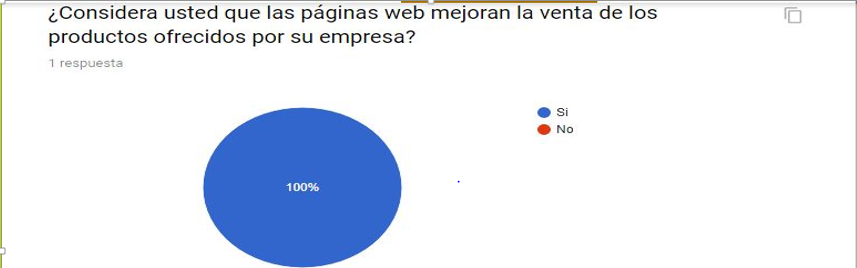 ¿Considera usted que las páginas web mejoran la venta de los
productos ofrecidos por su empresa?
1 respuesta
Si
No
100%